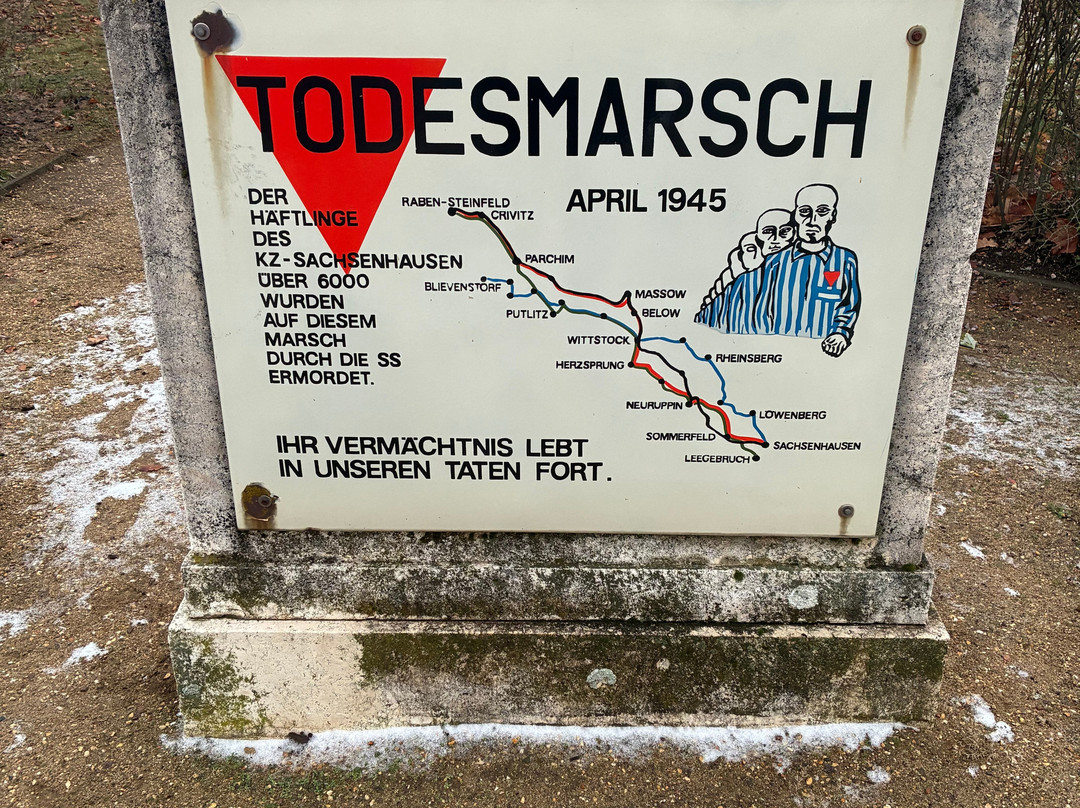 TODESMARSCH
APRIL 1945
DER
HÄFTLINGE
DES
KZ-SACHSENHAUSEN
ÜBER 6000
WURDEN
AUF DIESEM
MARSCH
DURCH DIE SS
ERMORDET.
RABEN-STEINFELD
CRIVITZ
PARCHIM
BLIEVENSTORF
PUTLITZ
MASSOW
BELOW
WITTSTOCK
HERZSPRUNG
RHEINSBERG
NEURUPPIN
LÖWENBERG
SOMMERFELD
SACHSENHAUSEN
LEEGEBRUCH
IHR VERMÄCHTNIS LEBT
IN UNSEREN TATEN FORT.